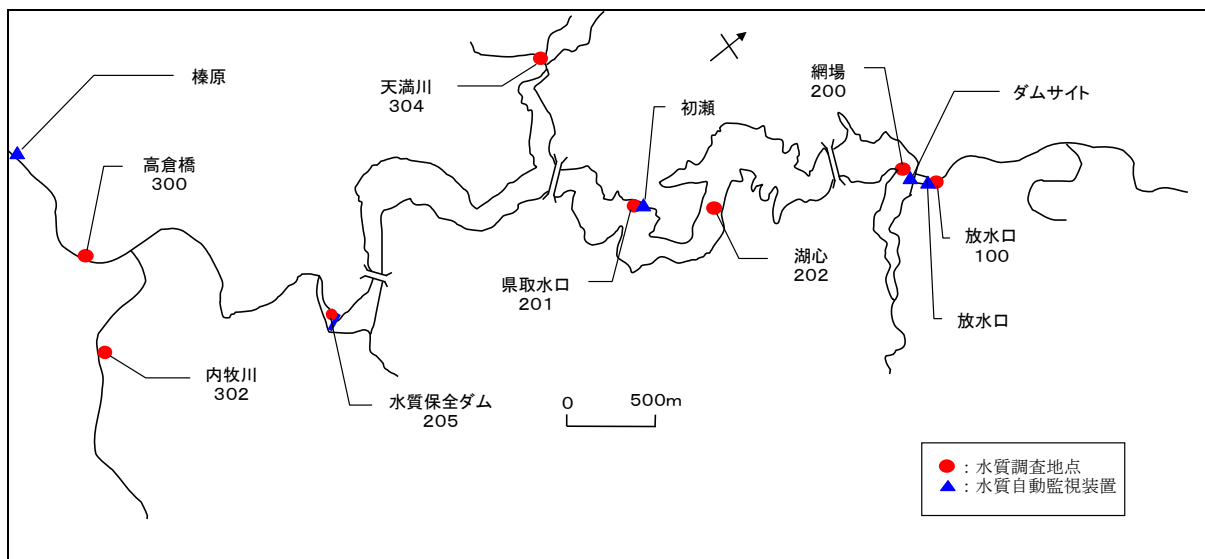 榛原
高倉橋
300
天満川
304
初瀬
網場
200
ダムサイト
内牧川
302
水質保全ダム
205
県取水口
201
湖心
202
放水口
100
放水口
0 500m
:水質調査地点
:水質自動監視装置